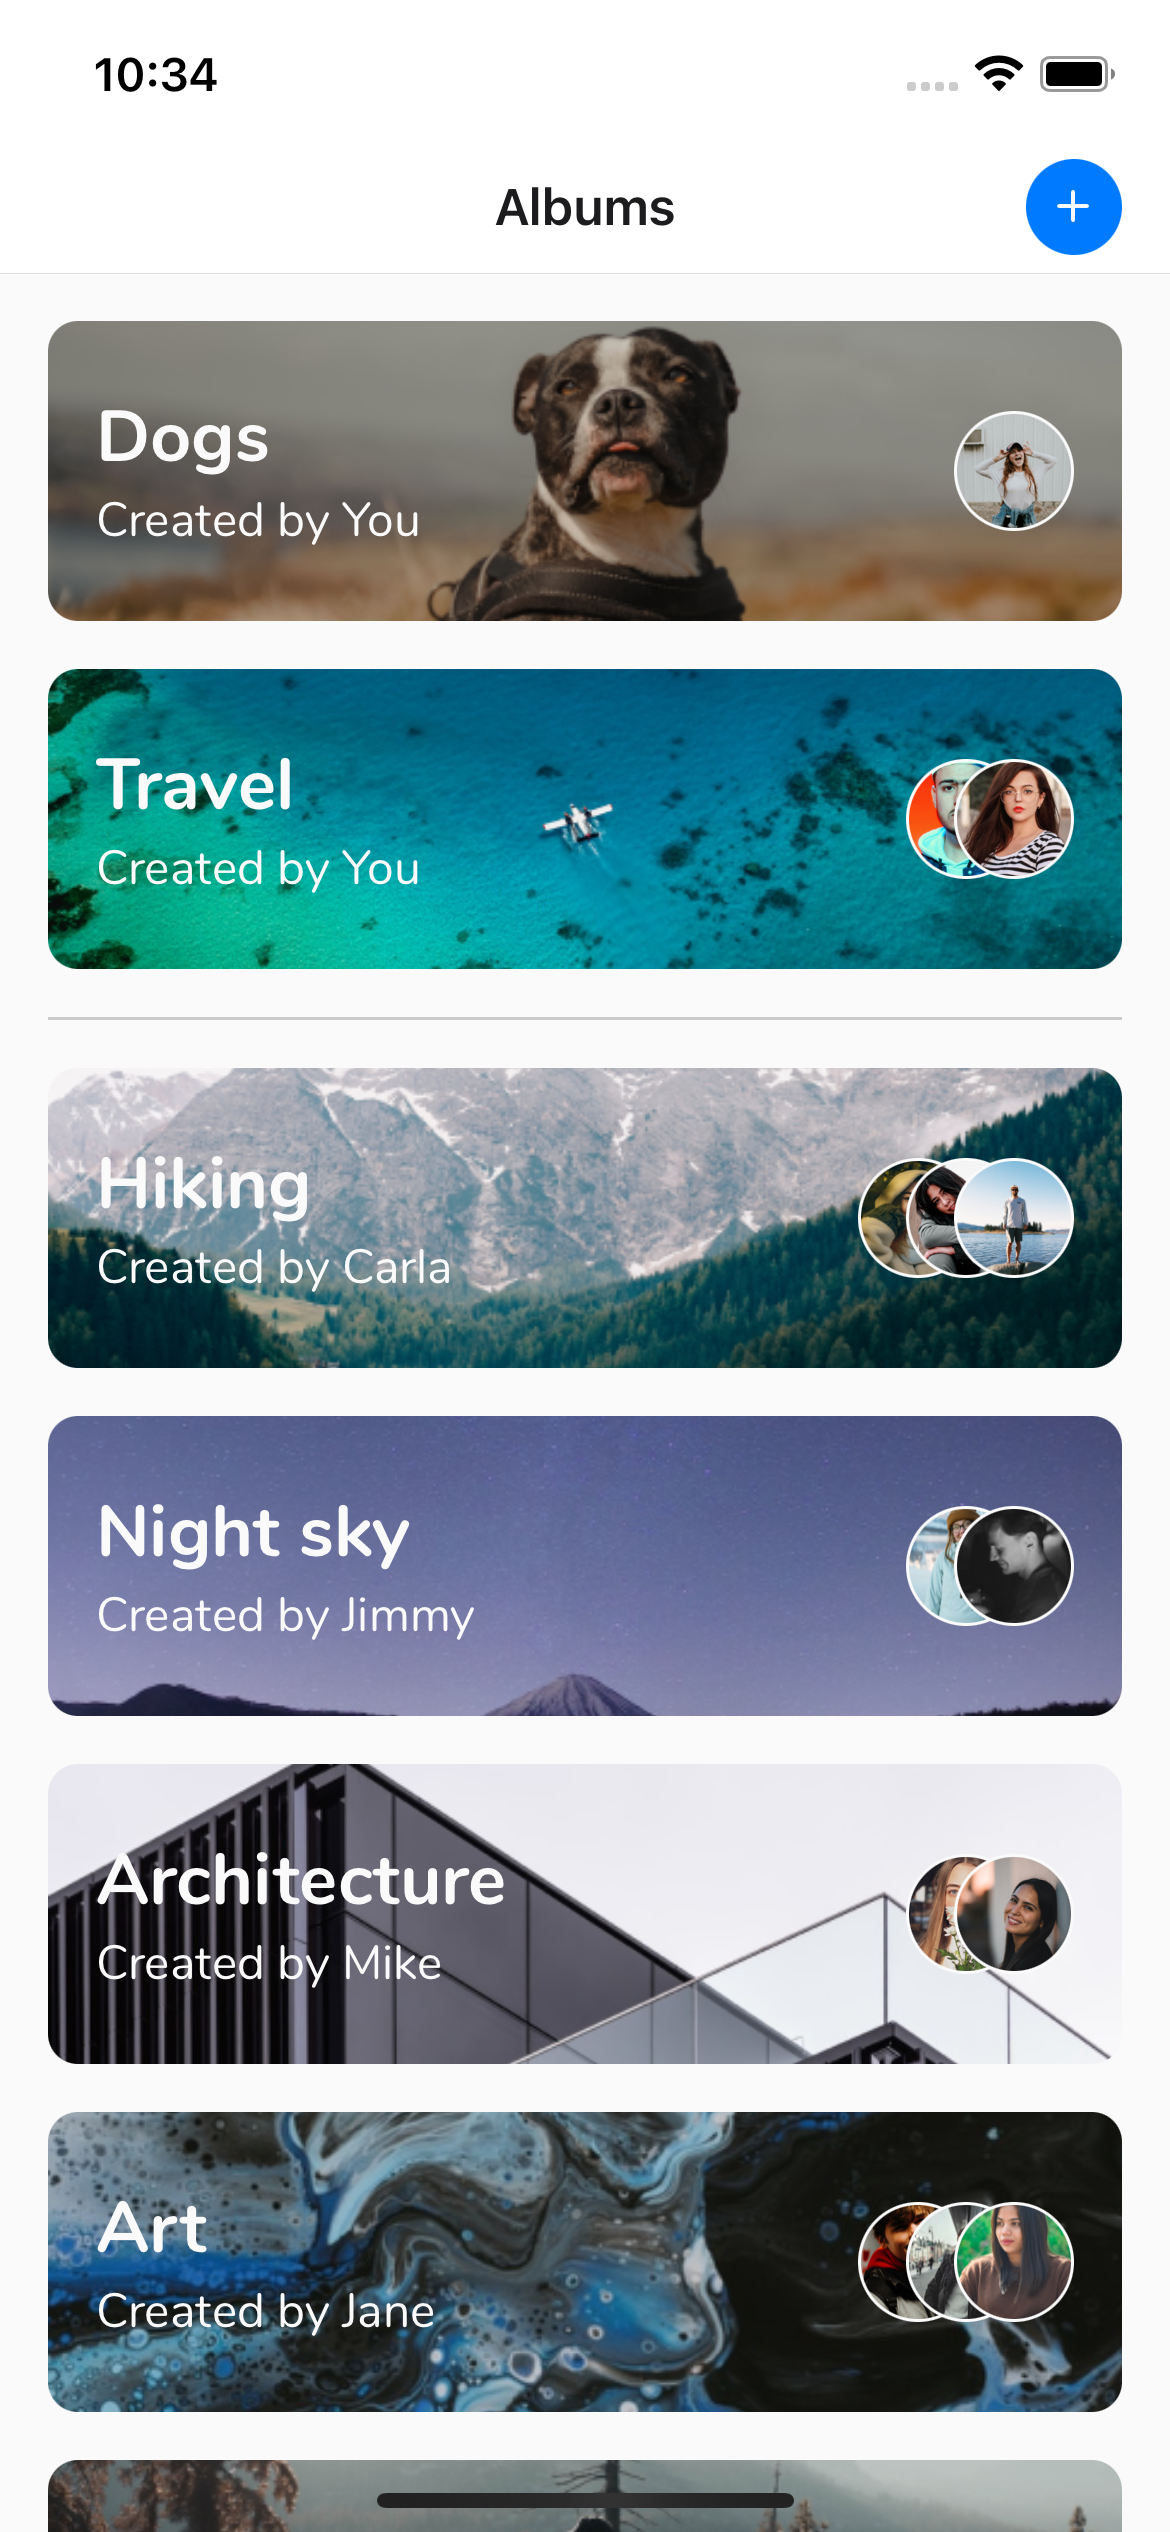 10:34
Albums
Dogs
Created by You
Travel
Created by You
Hiking
Created by Carla
Night sky
Created by Jimmy
Architecture
Created by Mike
Art
Created by Jane